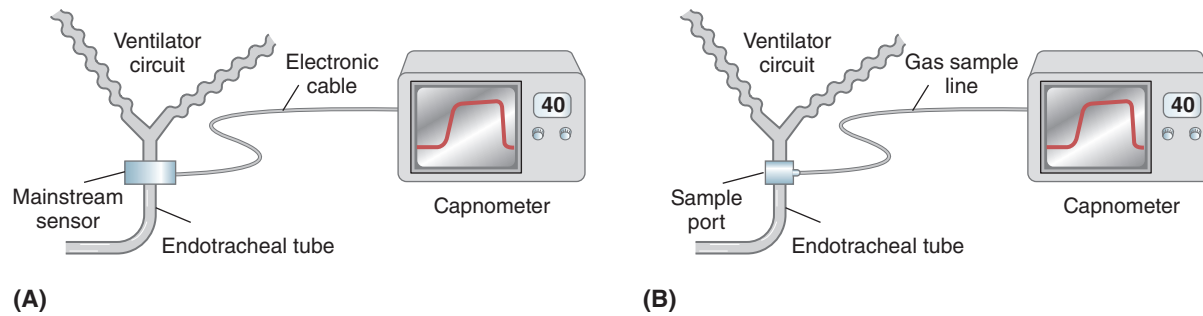 Ventilator
circuit
Electronic
cable
40
Mainstream
sensor
Endotracheal tube
Capnometer
(A)
Ventilator
circuit
Gas sample
line
40
Sample
port
Endotracheal tube
Capnometer
(B)